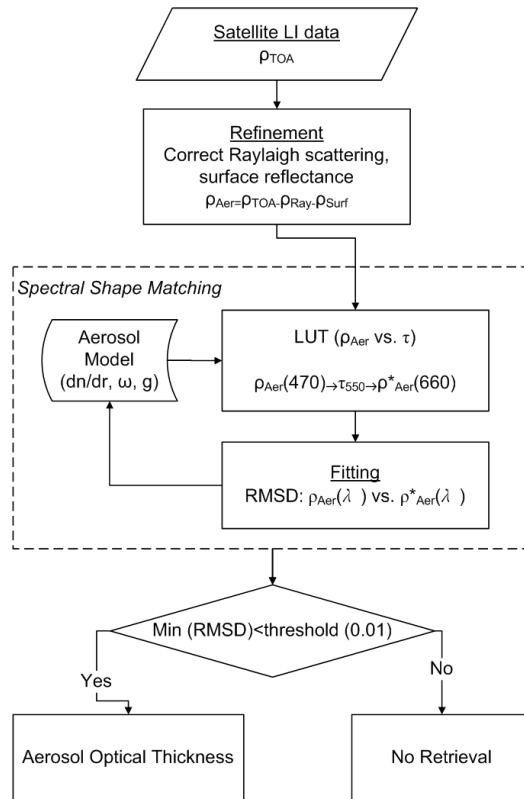 Satellite LI data
ρTOA
Refinement
Correct Raylaigh scattering,
surface reflectance
ρAer=ρTOA-ρRay-ρSurf
Spectral Shape Matching
Aerosol
Model
(dn/dr, ω, g)
LUT (ρAer vs. τ)
ρAer(470)→τ550→ρ*Aer(660)
Fitting
RMSD: ρAer(λ ) vs. ρ*Aer(λ )
Min (RMSD)<threshold (0.01)
Yes
No
Aerosol Optical Thickness
No Retrieval